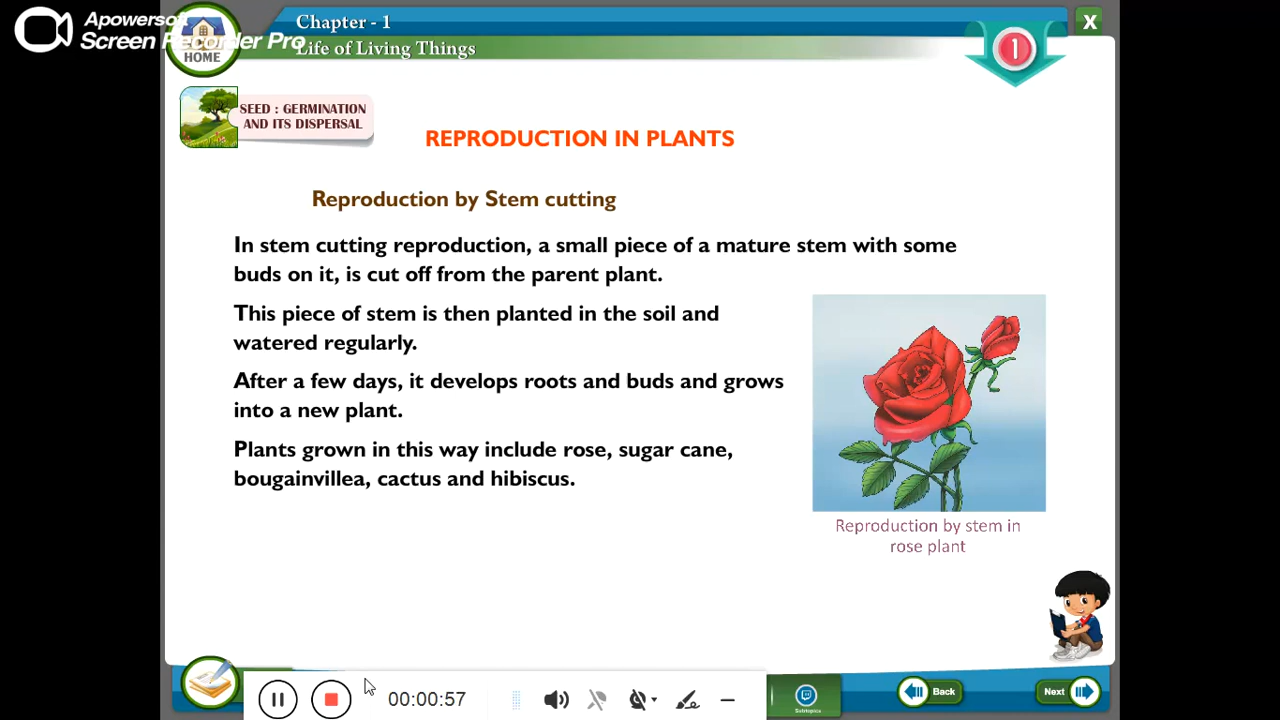 Apowersoft
Screen Recorder Pro
HOME
Chapter - 1
Life of Living Things
1
X
SEED : GERMINATION
AND ITS DISPERSAL
REPRODUCTION IN PLANTS
Reproduction by Stem cutting
In stem cutting reproduction, a small piece of a mature stem with some
buds on it, is cut off from the parent plant.
This piece of stem is then planted in the soil and
watered regularly.
After a few days, it develops roots and buds and grows
into a new plant.
Plants grown in this way include rose, sugar cane,
bougainvillea, cactus and hibiscus.
Reproduction by stem in
rose plant
00:00:57
Subtopics
Back
Next